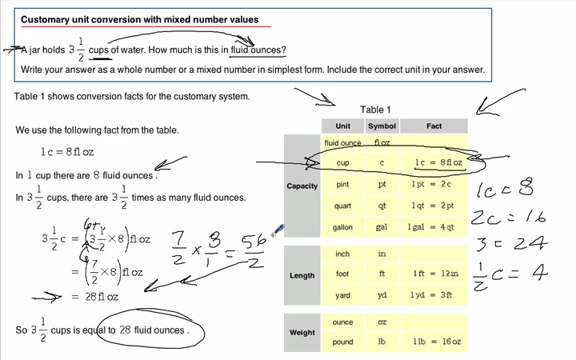 Customary unit conversion with mixed number values
A jar holds 3 1/2 cups of water. How much is this in fluid ounces?
Write your answer as a whole number or a mixed number in simplest form. Include the correct unit in your answer.
Table 1 shows conversion facts for the customary system.
We use the following fact from the table.
1 c = 8 fl oz
In 1 cup there are 8 fluid ounces.
In 3 1/2 cups, there are 3 1/2 times as many fluid ounces.
3 1/2 c = (3 1/2 × 8) fl oz
= (7/2 × 8) fl oz
= 28 fl oz
7/2 × 8/1 = 56/2
So 3 1/2 cups is equal to 28 fluid ounces.
Table 1
Unit Symbol Fact
Capacity
fluid ounce fl oz
cup c 1 c = 8 fl oz
pint pt 1 pt = 2 c
quart qt 1 qt = 2 pt
gallon gal 1 gal = 4 qt
Length
inch in
foot ft 1 ft = 12 in
yard yd 1 yd = 3 ft
Weight
ounce oz
pound lb 1 lb = 16 oz
1c = 8
2c = 16
3 = 24
1/2 c = 4